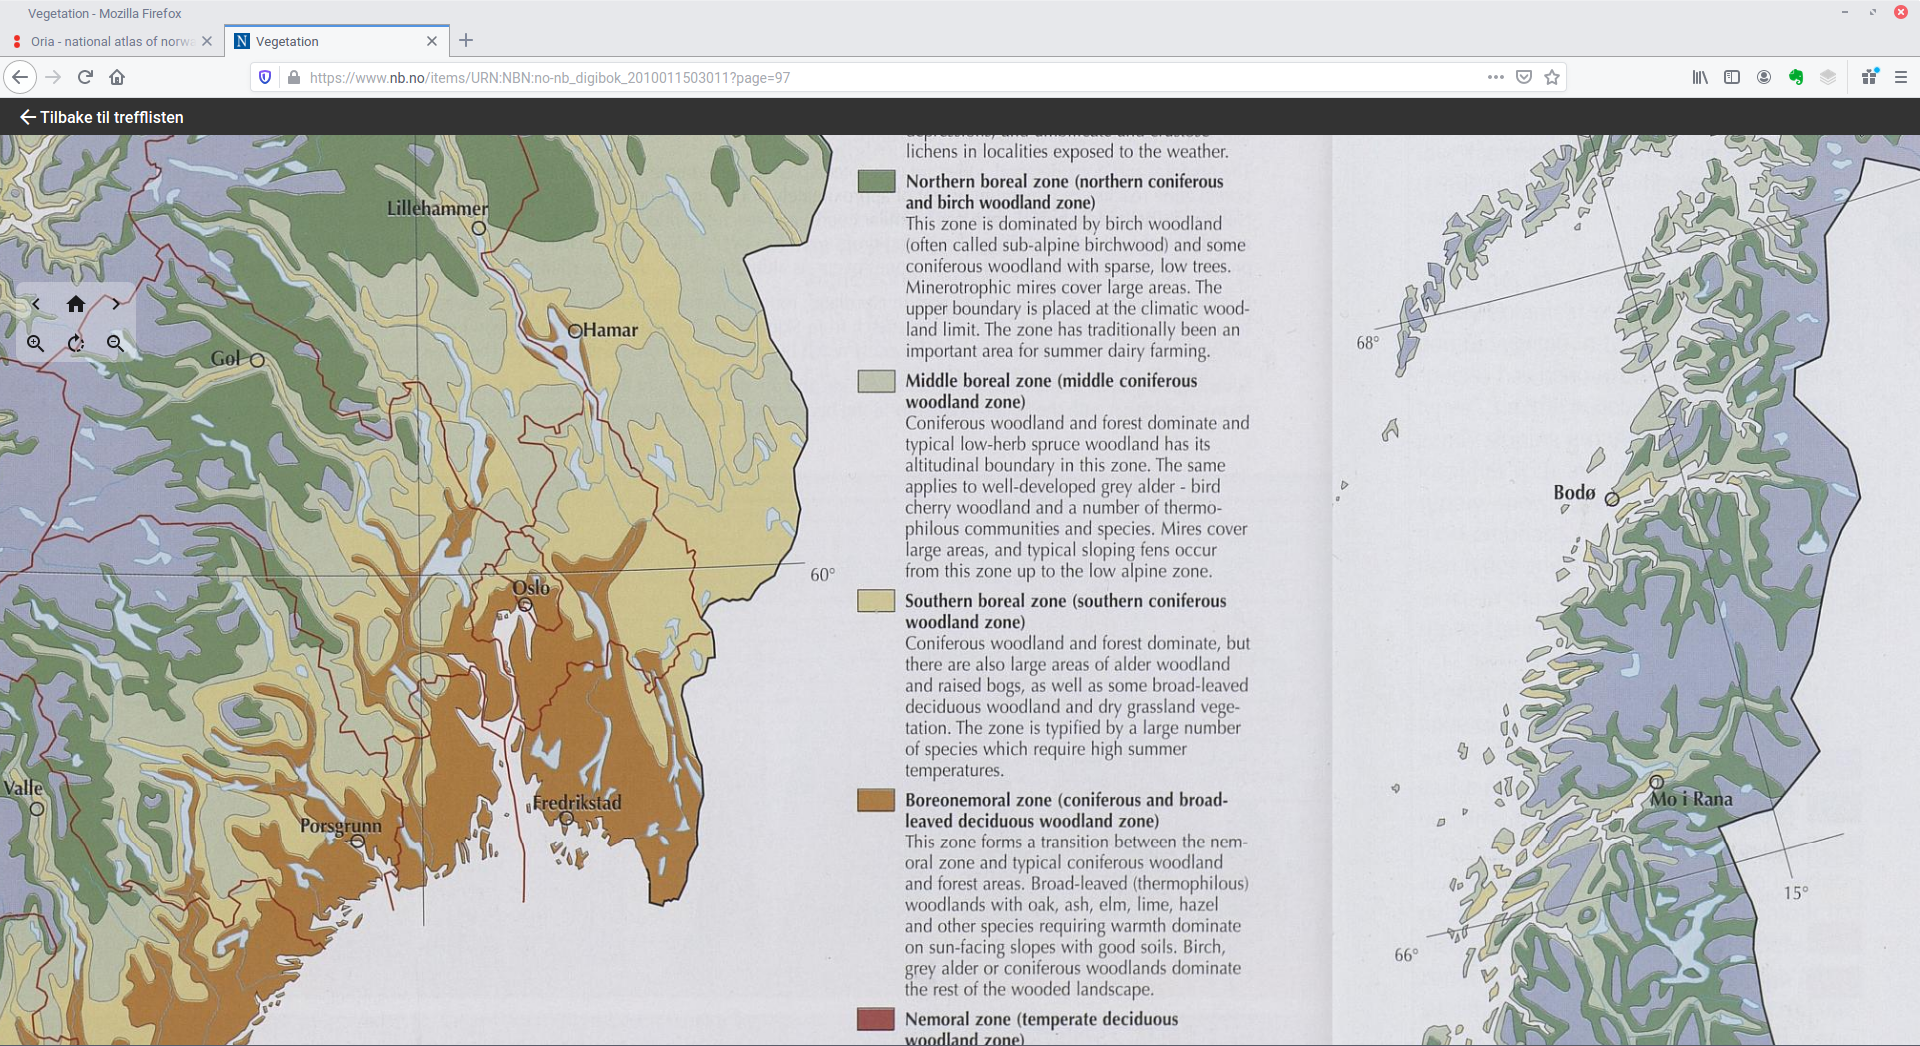 Vegetation - Mozilla Firefox
Oria - national atlas of norwa
Vegetation
https://www.nb.no/items/URN:NBN:no-nb_digibok_2010011503011?page=97
Tilbake til trefflisten
lichens in localities exposed to the weather.
Northern boreal zone (northern coniferous
and birch woodland zone)
This zone is dominated by birch woodland
(often called sub-alpine birchwood) and some
coniferous woodland with sparse, low trees.
Minerotrophic mires cover large areas. The
upper boundary is placed at the climatic wood-
land limit. The zone has traditionally been an
important area for summer dairy farming.
Middle boreal zone (middle coniferous
woodland zone)
Coniferous woodland and forest dominate and
typical low-herb spruce woodland has its
altitudinal boundary in this zone. The same
applies to well-developed grey alder - bird
cherry woodland and a number of thermo-
philous communities and species. Mires cover
large areas, and typical sloping fens occur
from this zone up to the low alpine zone.
Southern boreal zone (southern coniferous
woodland zone)
Coniferous woodland and forest dominate, but
there are also large areas of alder woodland
and raised bogs, as well as some broad-leaved
deciduous woodland and dry grassland vege-
tation. The zone is typified by a large number
of species which require high summer
temperatures.
Boreonemoral zone (coniferous and broad-
leaved deciduous woodland zone)
This zone forms a transition between the nem-
oral zone and typical coniferous woodland
and forest areas. Broad-leaved (thermophilous)
woodlands with oak, ash, elm, lime, hazel
and other species requiring warmth dominate
on sun-facing slopes with good soils. Birch,
grey alder or coniferous woodlands dominate
the rest of the wooded landscape.
Nemoral zone (temperate deciduous
woodland zone)
Lillehammer
Hamar
Gol
60°
Oslo
Valle
Fredrikstad
Porsgrunn
68°
Bodø
Mo i Rana
15°
66°